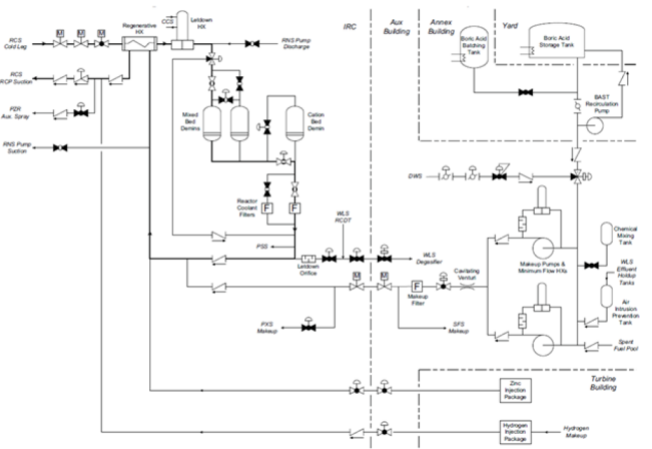 RCS
Cold Leg
M
M
M
Regenerative
HX
CCS
Letdown
HX
RNS Pump
Discharge
IRC
Aux
Building
Annex
Building
Yard
Boric Acid
Batching
Tank
Boric Acid
Storage Tank
RCS
RCP Suction
PZR
Aux. Spray
RNS Pump
Suction
Mixed
Bed
Demins
Cation
Bed
Demin
BAST
Recirculation
Pump
Reactor
Coolant
Filters
F
F
DWS
WLS
RCDT
PSS
Letdown
Orifice
WLS
Degasifier
Makeup Pumps &
Minimum Flow HXs
Chemical
Mixing
Tank
WLS
Effluent
Holdup
Tanks
M
M
F
Makeup
Filter
Cavitating
Venturi
Air
Intrusion
Prevention
Tank
PXS
Makeup
SFS
Makeup
Spent
Fuel Pool
Turbine
Building
Zinc
Injection
Package
Hydrogen
Injection
Package
Hydrogen
Makeup